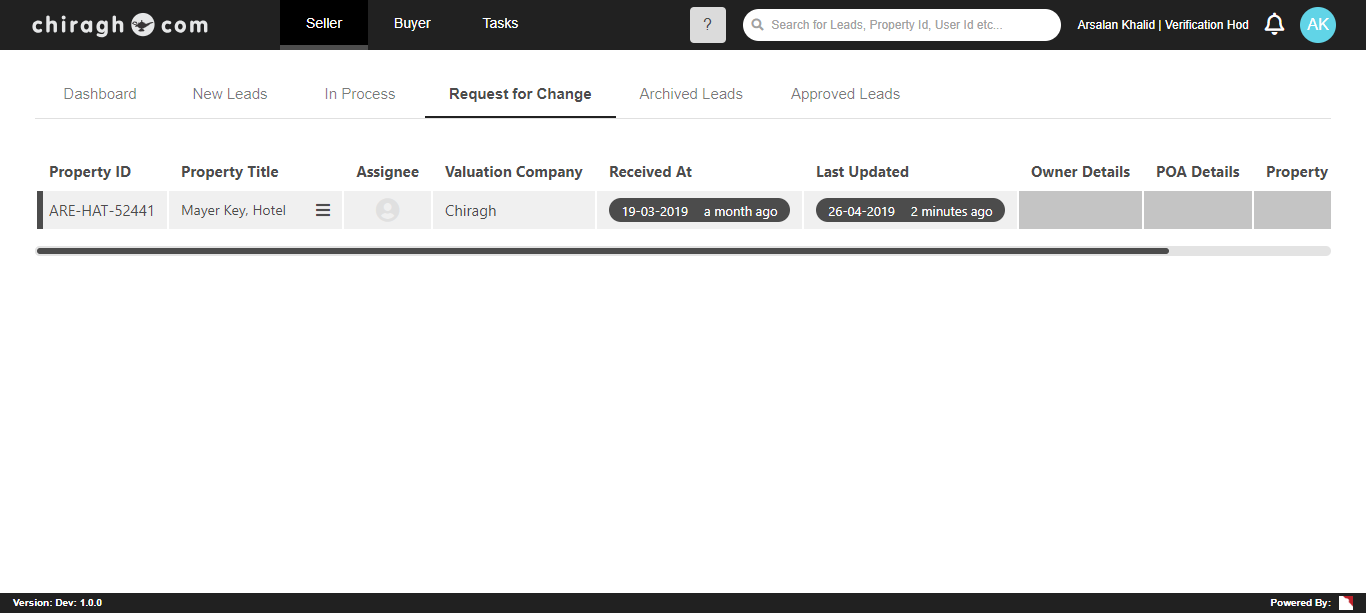 chiragh com Seller Buyer Tasks ? Search for Leads, Property Id, User Id etc... Arsalan Khalid | Verification Hod AK
Dashboard New Leads In Process Request for Change Archived Leads Approved Leads
Property ID Property Title Assignee Valuation Company Received At Last Updated Owner Details POA Details Property
ARE-HAT-52441 Mayer Key, Hotel Chiragh 19-03-2019 a month ago 26-04-2019 2 minutes ago
Version: Dev: 1.0.0 Powered By: